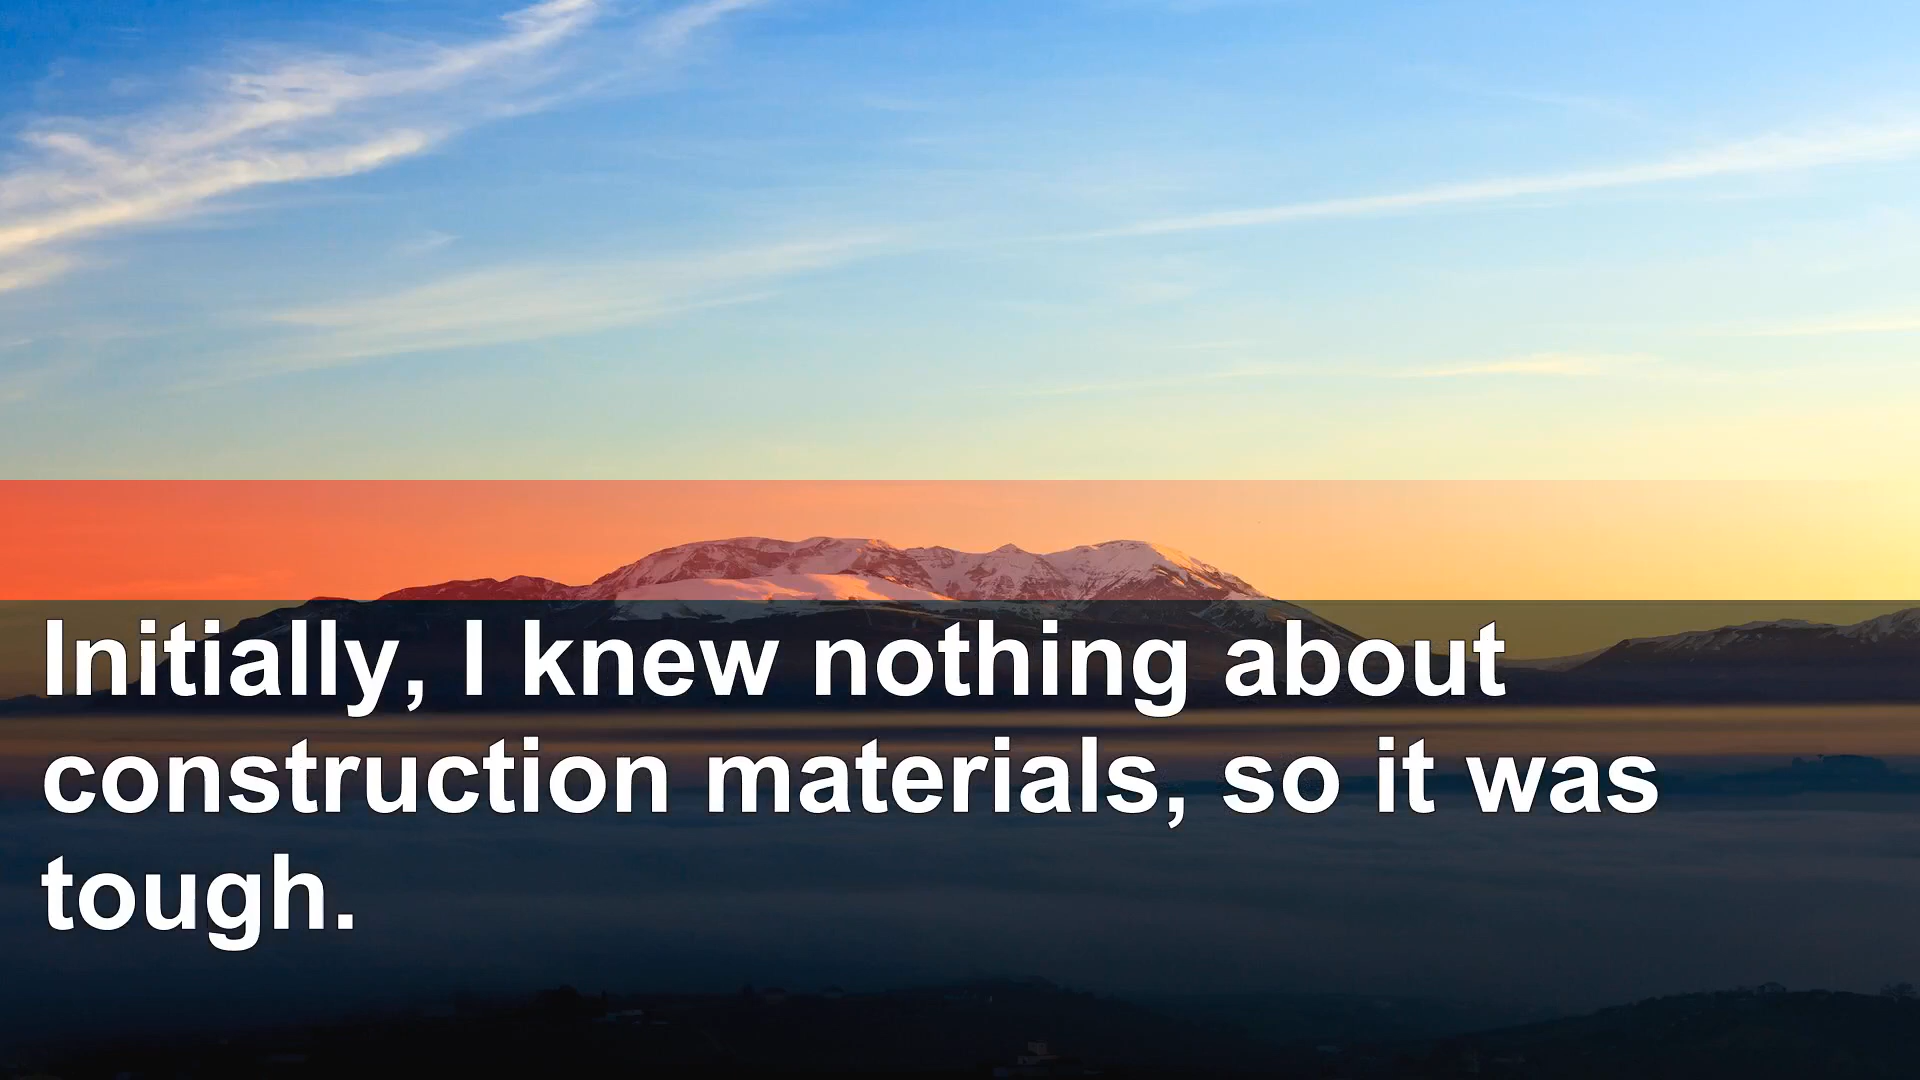 Initially, I knew nothing about
construction materials, so it was
tough.